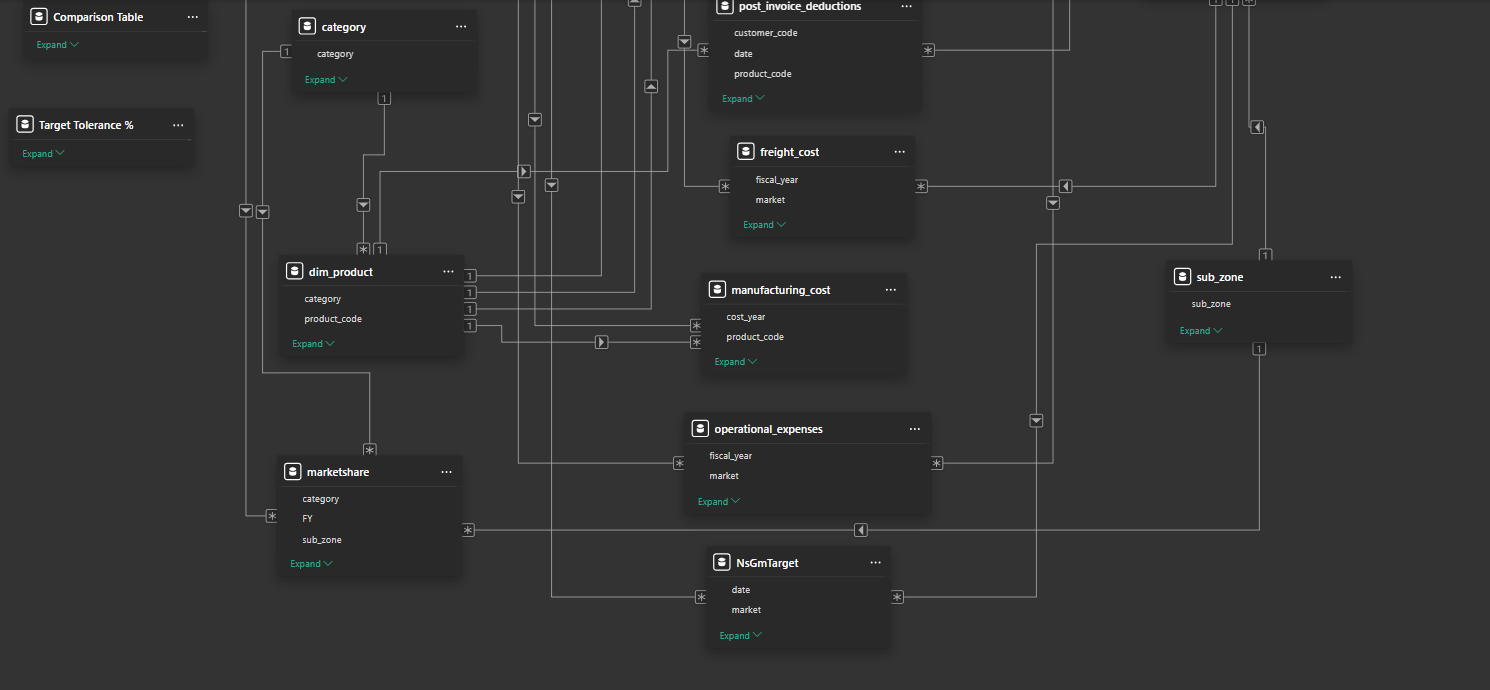 Comparison Table
Expand
Target Tolerance %
Expand
category
category
Expand
post_invoice_deductions
customer_code
date
product_code
Expand
freight_cost
fiscal_year
market
Expand
dim_product
category
product_code
Expand
manufacturing_cost
cost_year
product_code
Expand
sub_zone
sub_zone
Expand
operational_expenses
fiscal_year
market
Expand
marketshare
category
FY
sub_zone
Expand
NsGmTarget
date
market
Expand
1
1
*
1
1
1
1
1
*
*
*
*
*
*
*
*
*
*
*
*
*
1
1